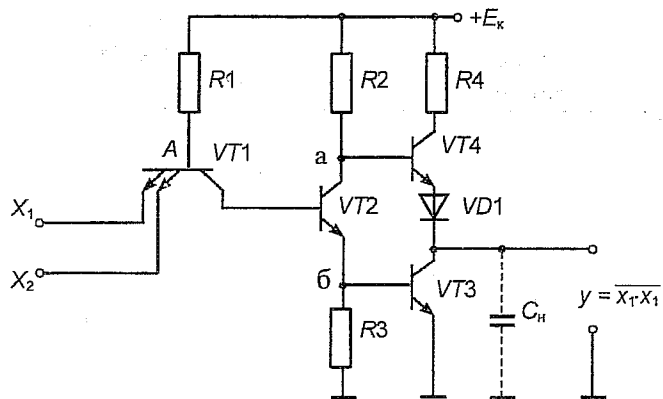 +Eк
R1
R2
R4
A
VT1
а
VT4
X1
VT2
VD1
X2
б
VT3
y = x1·x1
Cн
R3